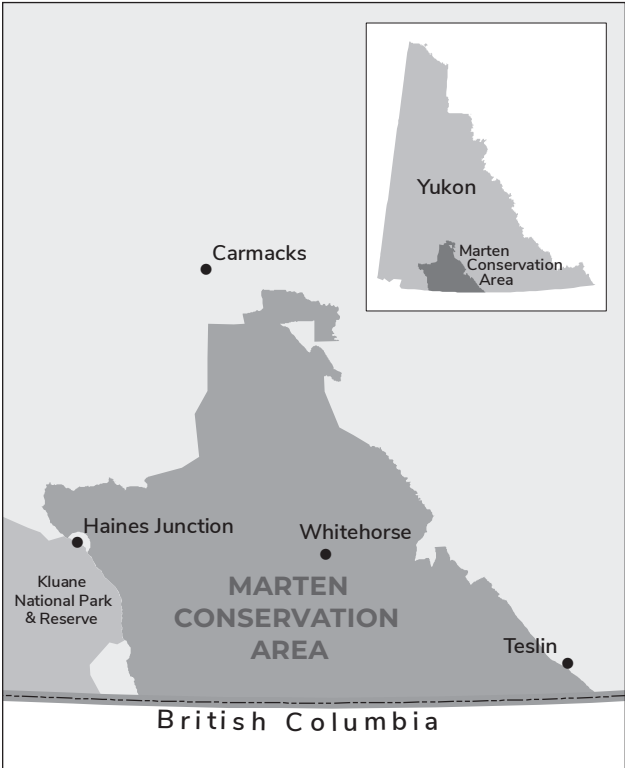 Yukon
Marten
Conservation
Area
Carmacks
Haines Junction
Whitehorse
Kluane
National Park
& Reserve
MARTEN
CONSERVATION
AREA
Teslin
British Columbia